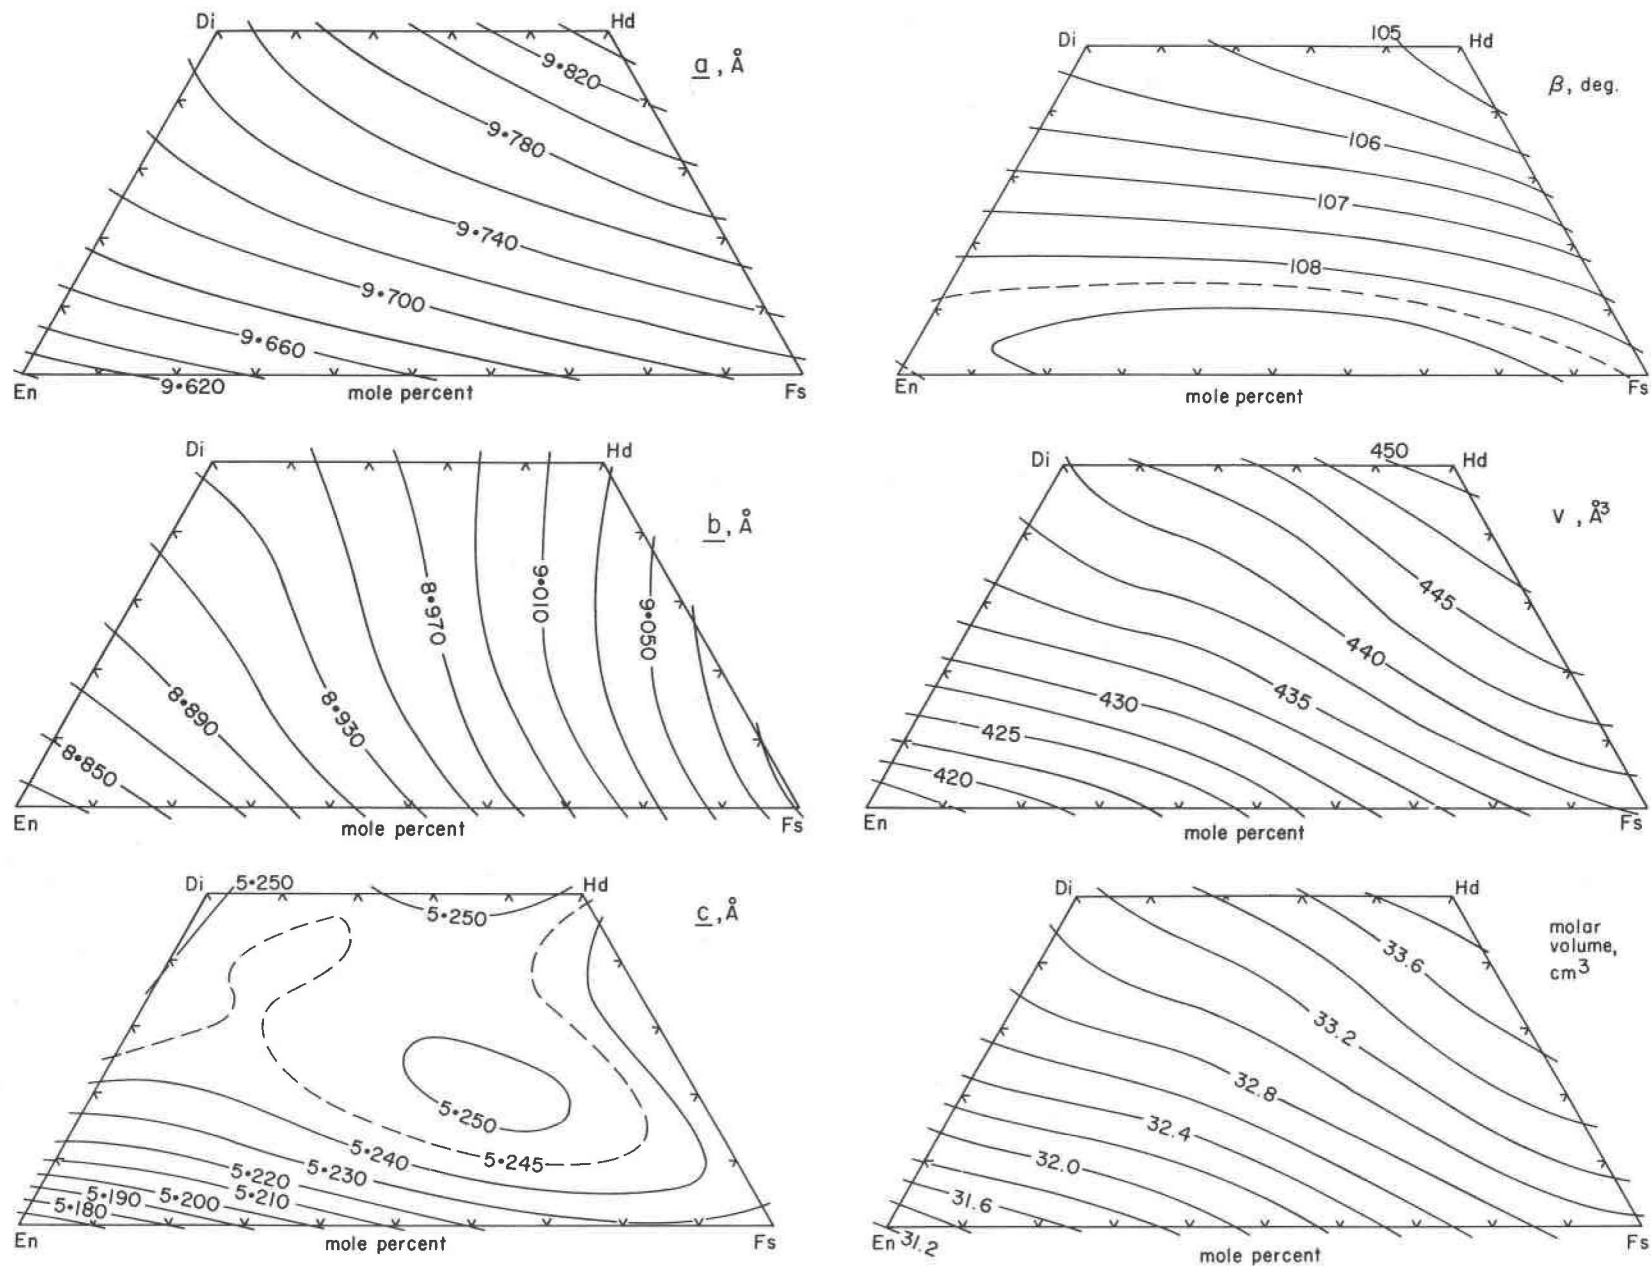 Di
Hd
9•820
a, Å
9•780
9•740
9•700
9•660
9•620
En
mole percent
Fs
105
Di
Hd
β, deg.
106
107
108
En
mole percent
Fs
Di
Hd
b, Å
8•970
9•010
9•050
8•930
8•890
8•850
En
mole percent
Fs
450
Di
Hd
V, Å3
445
440
435
430
425
420
En
mole percent
Fs
Di
5•250
Hd
5•250
c, Å
5•250
5•245
5•240
5•230
5•220
5•210
5•200
5•190
5•180
En
mole percent
Fs
Di
Hd
molar
volume,
cm3
33.6
33.2
32.8
32.4
32.0
31.6
31.2
En
mole percent
Fs